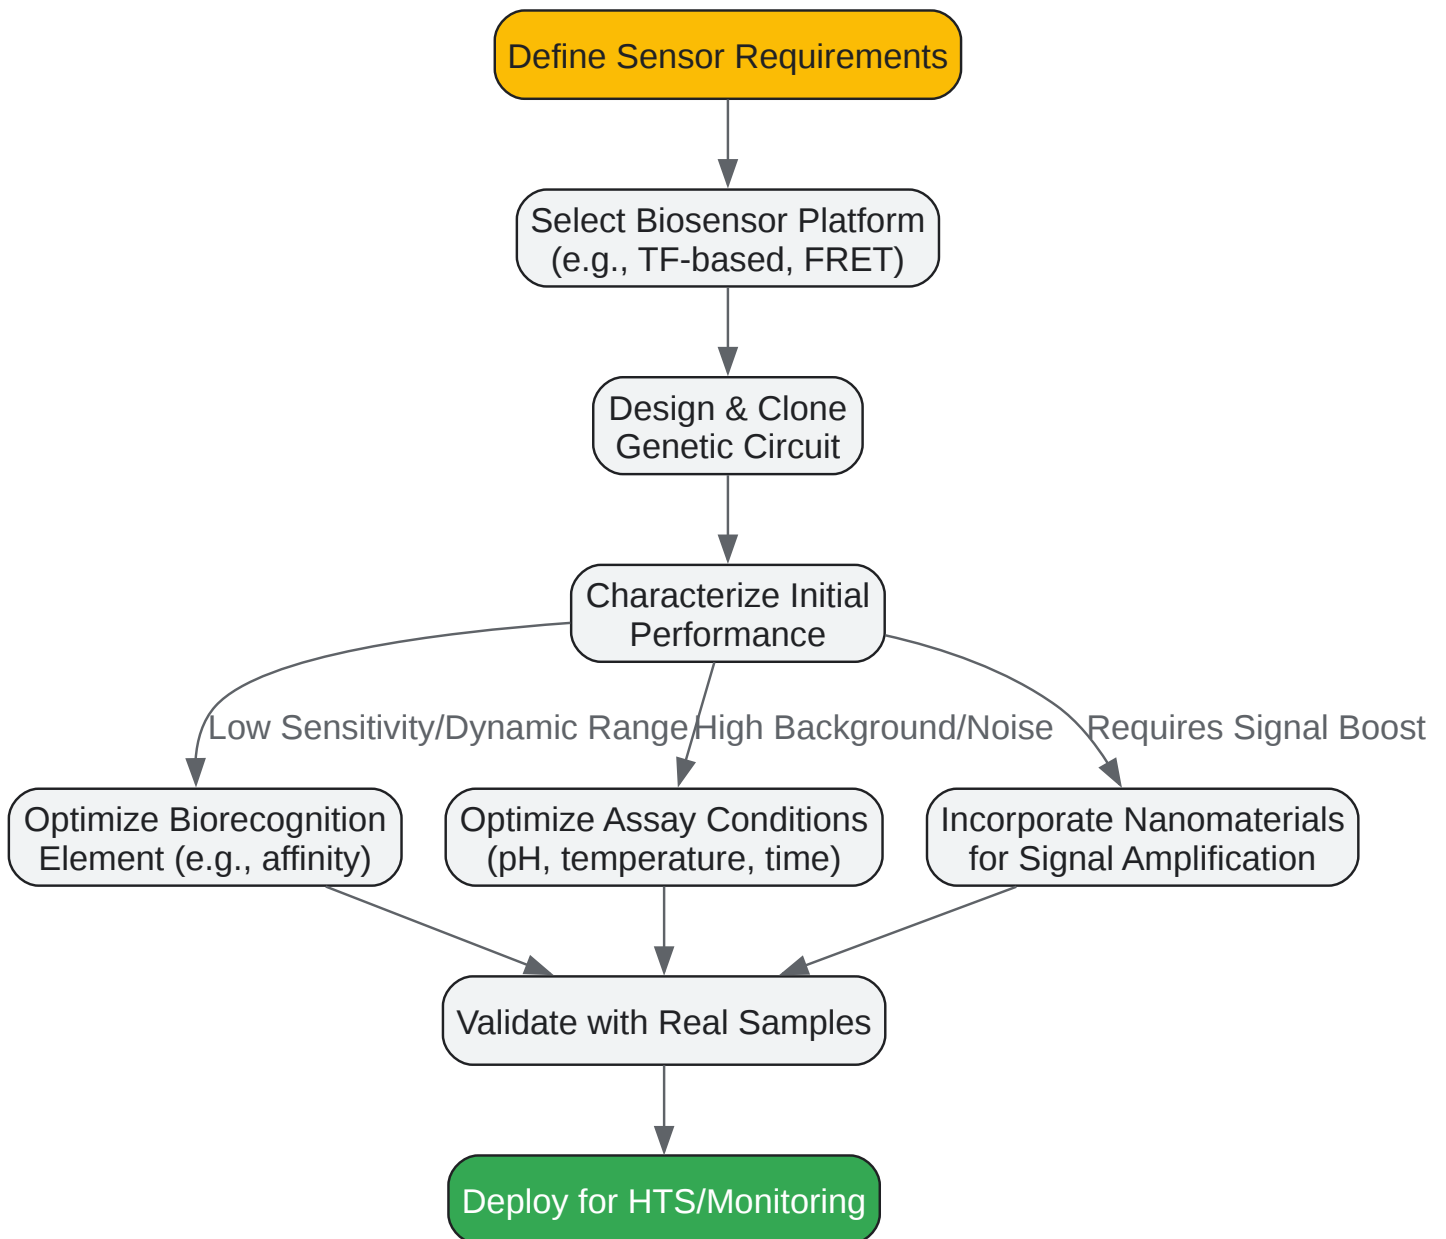 Define Sensor Requirements
Select Biosensor Platform
(e.g., TF-based, FRET)
Design & Clone
Genetic Circuit
Characterize Initial
Performance
Low Sensitivity/Dynamic Range
High Background/Noise
Requires Signal Boost
Optimize Biorecognition
Element (e.g., affinity)
Optimize Assay Conditions
(pH, temperature, time)
Incorporate Nanomaterials
for Signal Amplification
Validate with Real Samples
Deploy for HTS/Monitoring